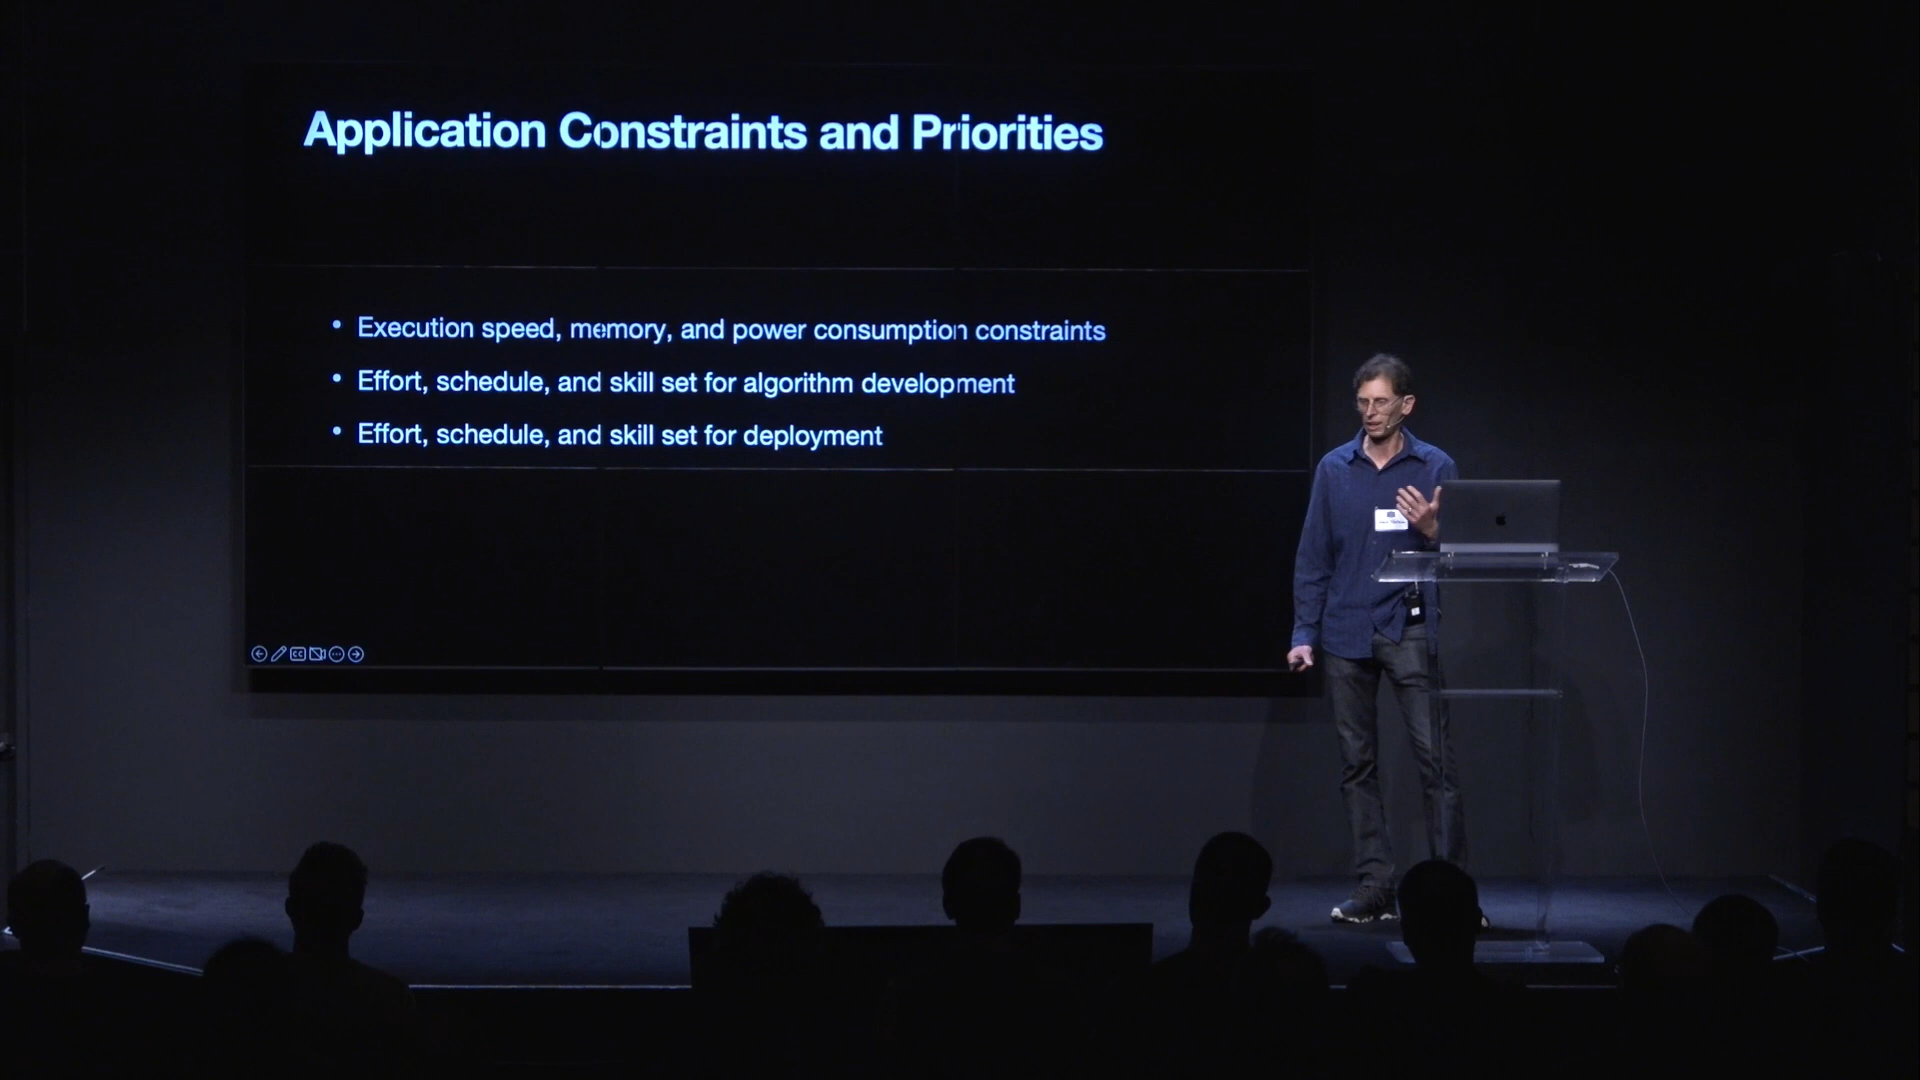 Application Constraints and Priorities
• Execution speed, memory, and power consumption constraints
• Effort, schedule, and skill set for algorithm development
• Effort, schedule, and skill set for deployment
CC